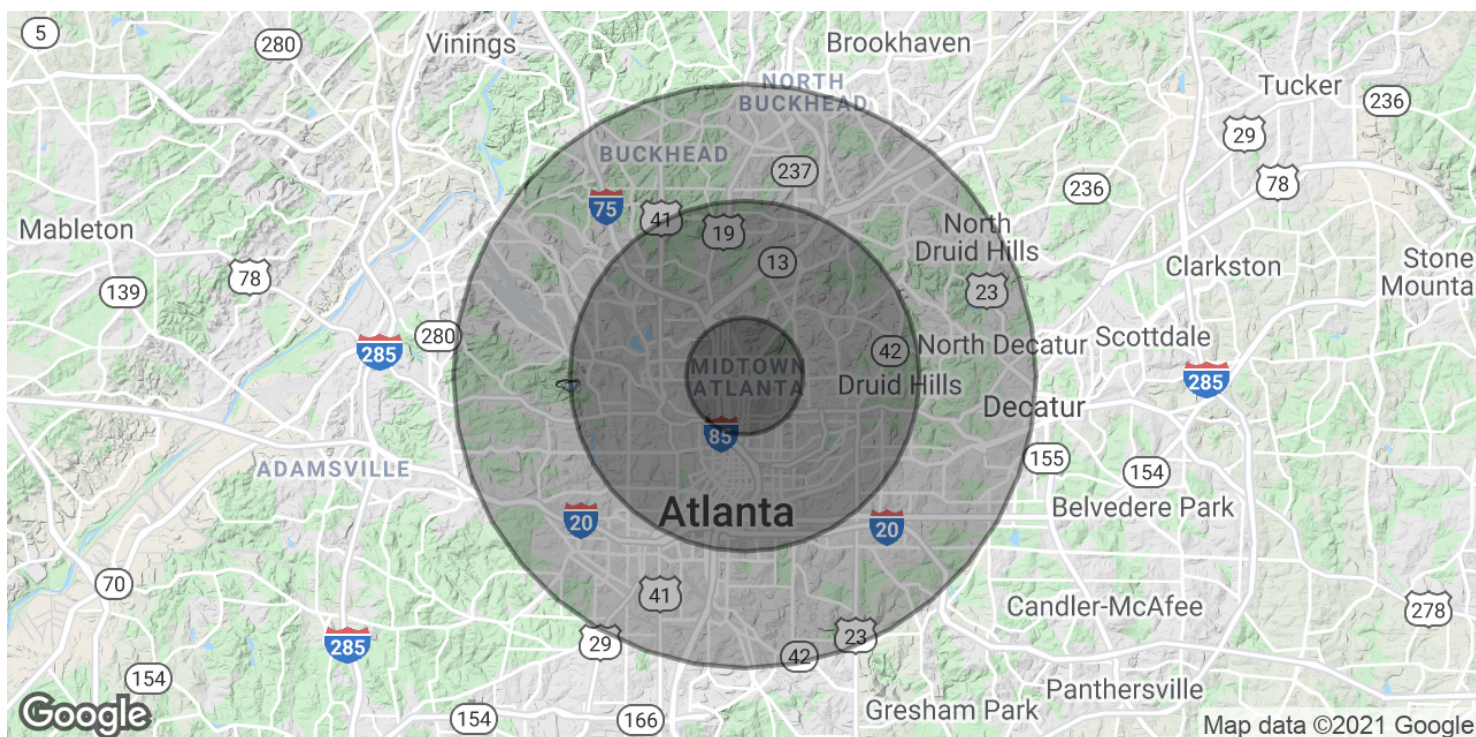 5
280
Vinings
Brookhaven
NORTH
BUCKHEAD
Tucker
236
29
BUCKHEAD
237
78
236
75
41
19
Mableton
North
Druid Hills
13
78
139
23
Clarkston
Stone
Mountai
280
285
42
North Decatur
Scottdale
285
MIDTOWN
ATLANTA
Druid Hills
Decatur
85
155
ADAMSVILLE
154
20
Atlanta
20
Belvedere Park
70
41
Candler-McAfee
278
29
285
23
42
154
Panthersville
Google
154
166
Gresham Park
Map data ©2021 Google